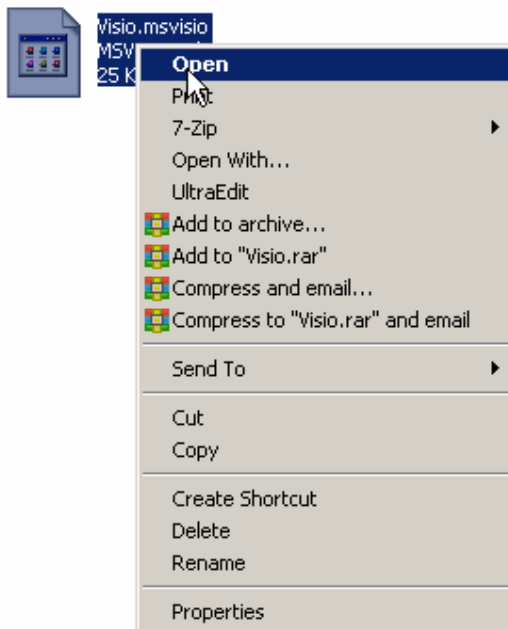 Visio.msvisio
25 K
Open
Print
7-Zip
Open With...
UltraEdit
Add to archive...
Add to "Visio.rar"
Compress and email...
Compress to "Visio.rar" and email
Send To
Cut
Copy
Create Shortcut
Delete
Rename
Properties